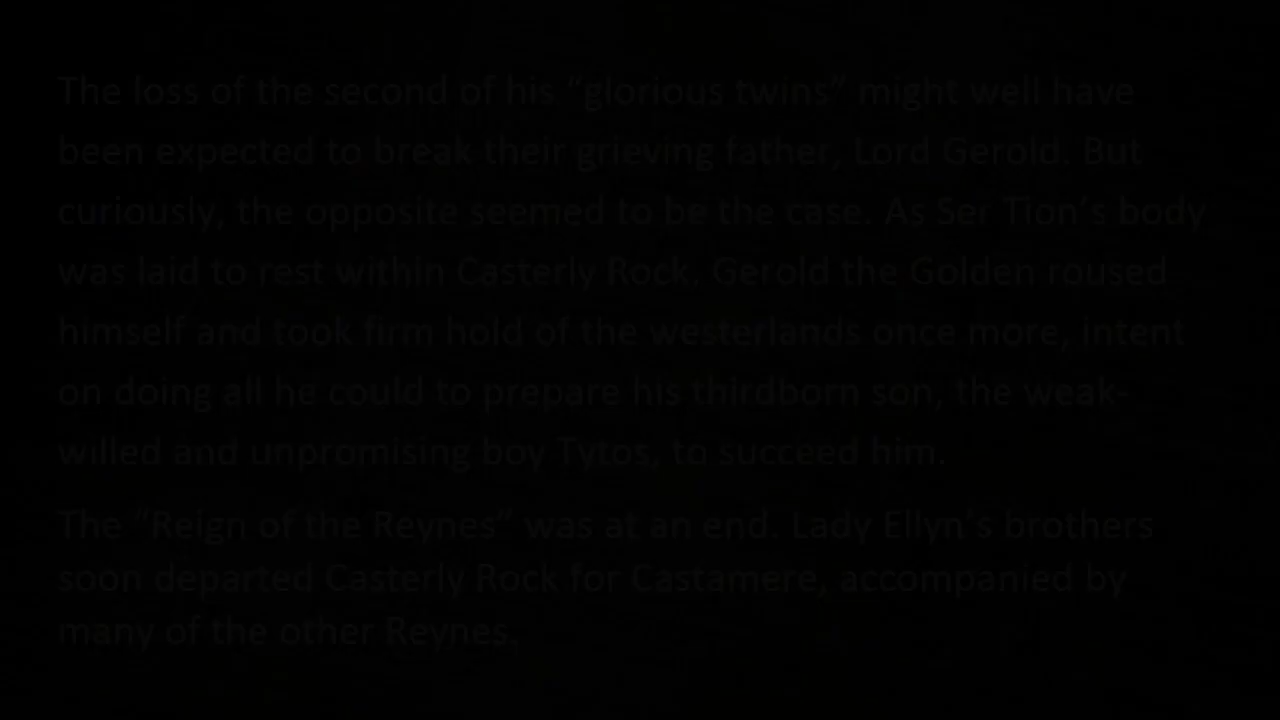 The loss of the second of his “glorious twins” might well have
been expected to break their grieving father, Lord Gerold. But
curiously, the opposite seemed to be the case. As Ser Tion’s body
was laid to rest within Casterly Rock, Gerold the Golden roused
himself and took firm hold of the westerlands once more, intent
on doing all he could to prepare his thirdborn son, the weak-
willed and unpromising boy Tytos, to succeed him.
The “Reign of the Reynes” was at an end. Lady Ellyn’s brothers
soon departed Casterly Rock for Castamere, accompanied by
many of the other Reynes.